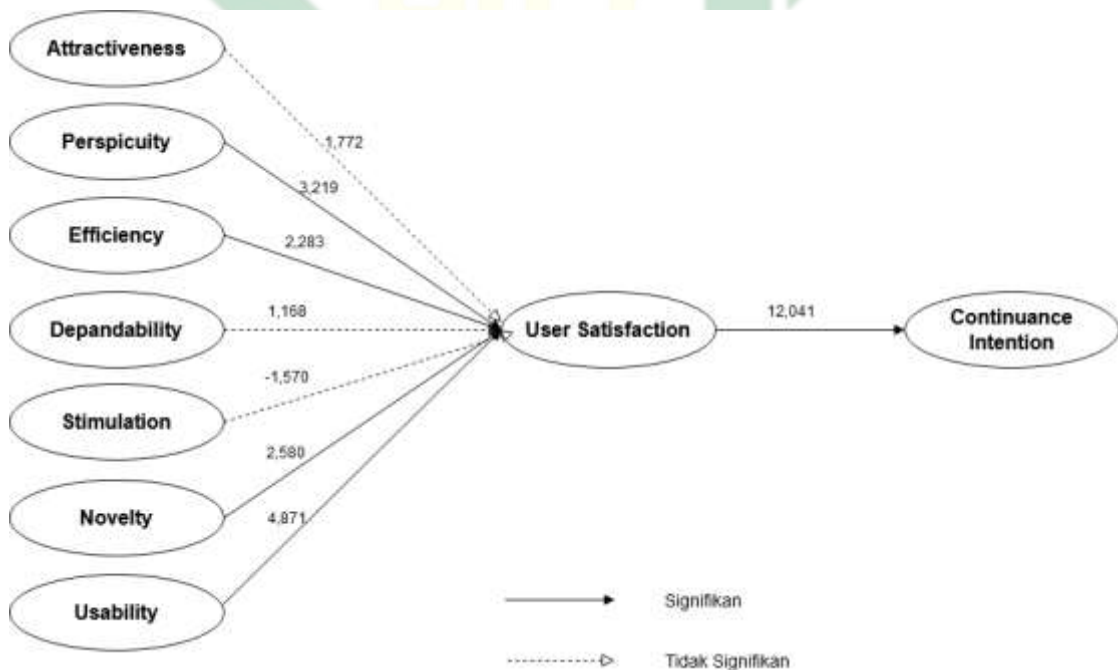 Attractiveness
1,772
Perspicuity
3,219
Efficiency
2,283
Depandability
1,168
User Satisfaction
12,041
Continuance
Intention
-1,570
Stimulation
2,580
Novelty
4,871
Usability
Signifikan
Tidak Signifikan